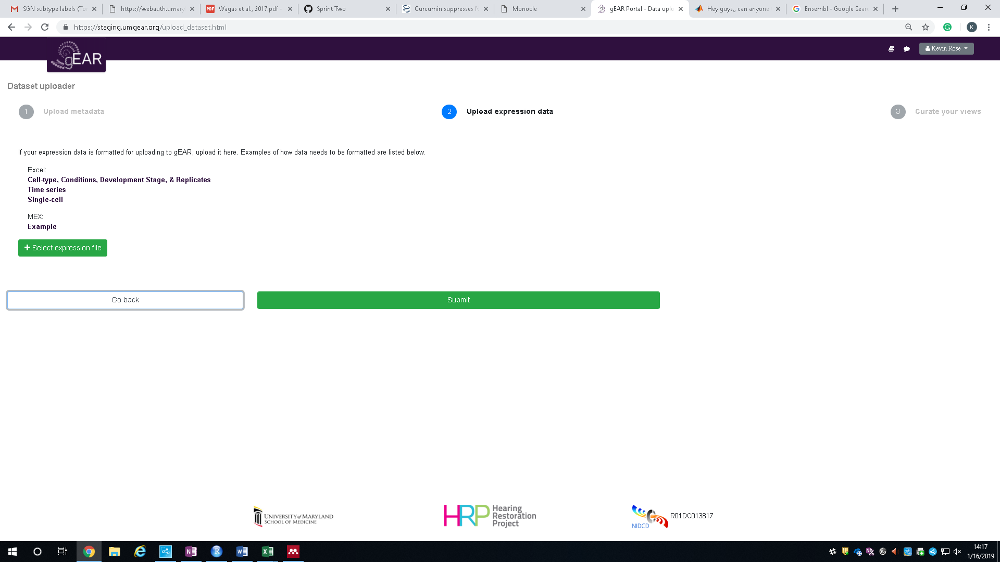 SGN subtype labels (To
https://webauth.umary
PDF
Wagas et al., 2017.pdf -
Sprint Two
Curcumin suppresses N
Monocle
gEAR Portal - Data uplo
Hey guys,, can anyone
Ensembl - Google Sear
https://staging.umgear.org/upload_dataset.html
K
gEAR
Kevin Rose
Dataset uploader
1 Upload metadata
2 Upload expression data
3 Curate your views
If your expression data is formatted for uploading to gEAR, upload it here. Examples of how data needs to be formatted are listed below.
Excel:
Cell-type, Conditions, Development Stage, & Replicates
Time series
Single-cell
MEX:
Example
Select expression file
Go back
Submit
UNIVERSITY of MARYLAND
SCHOOL OF MEDICINE
HRP Hearing
Restoration
Project
NIDCD
R01DC013817
14:17
1/16/2019